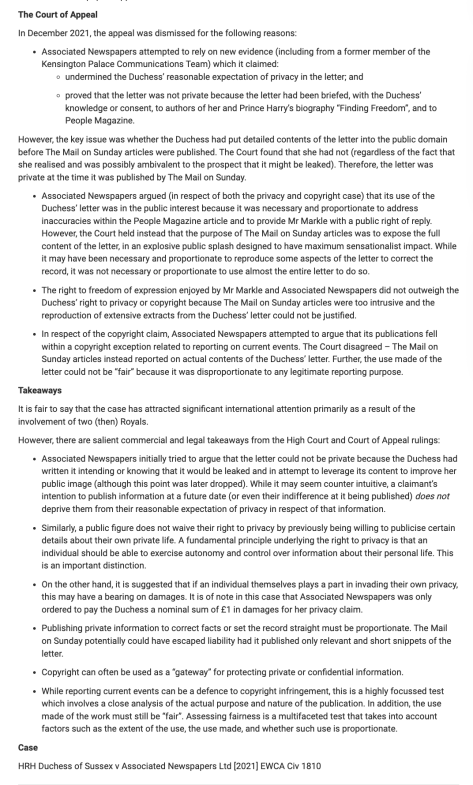 The Court of Appeal
In December 2021, the appeal was dismissed for the following reasons:
• Associated Newspapers attempted to rely on new evidence (including from a former member of the
Kensington Palace Communications Team) which it claimed:
○ undermined the Duchess' reasonable expectation of privacy in the letter; and
○ proved that the letter was not private because the letter had been briefed, with the Duchess'
knowledge or consent, to authors of her and Prince Harry's biography "Finding Freedom", and to
People Magazine.
However, the key issue was whether the Duchess had put detailed contents of the letter into the public domain
before The Mail on Sunday articles were published. The Court found that she had not (regardless of the fact that
she realised and was possibly ambivalent to the prospect that it might be leaked). Therefore, the letter was
private at the time it was published by The Mail on Sunday.
• Associated Newspapers argued (in respect of both the privacy and copyright case) that its use of the
Duchess' letter was in the public interest because it was necessary and proportionate to address
inaccuracies within the People Magazine article and to provide Mr Markle with a public right of reply.
However, the Court held instead that the purpose of The Mail on Sunday articles was to expose the full
content of the letter, in an explosive public splash designed to have maximum sensationalist impact. While
it may have been necessary and proportionate to reproduce some aspects of the letter to correct the
record, it was not necessary or proportionate to use almost the entire letter to do so.
• The right to freedom of expression enjoyed by Mr Markle and Associated Newspapers did not outweigh the
Duchess' right to privacy or copyright because The Mail on Sunday articles were too intrusive and the
reproduction of extensive extracts from the Duchess' letter could not be justified.
• In respect of the copyright claim, Associated Newspapers attempted to argue that its publications fell
within a copyright exception related to reporting on current events. The Court disagreed – The Mail on
Sunday articles instead reported on actual contents of the Duchess' letter. Further, the use made of the
letter could not be "fair" because it was disproportionate to any legitimate reporting purpose.
Takeaways
It is fair to say that the case has attracted significant international attention primarily as a result of the
involvement of two (then) Royals.
However, there are salient commercial and legal takeaways from the High Court and Court of Appeal rulings:
• Associated Newspapers initially tried to argue that the letter could not be private because the Duchess had
written it intending or knowing that it would be leaked and in attempt to leverage its content to improve her
public image (although this point was later dropped). While it may seem counter intuitive, a claimant's
intention to publish information at a future date (or even their indifference at it being published) does not
deprive them from their reasonable expectation of privacy in respect of that information.
• Similarly, a public figure does not waive their right to privacy by previously being willing to publicise certain
details about their own private life. A fundamental principle underlying the right to privacy is that an
individual should be able to exercise autonomy and control over information about their personal life. This
is an important distinction.
• On the other hand, it is suggested that if an individual themselves plays a part in invading their own privacy,
this may have a bearing on damages. It is of note in this case that Associated Newspapers was only
ordered to pay the Duchess a nominal sum of £1 in damages for her privacy claim.
• Publishing private information to correct facts or set the record straight must be proportionate. The Mail
on Sunday potentially could have escaped liability had it published only relevant and short snippets of the
letter.
• Copyright can often be used as a "gateway" for protecting private or confidential information.
• While reporting current events can be a defence to copyright infringement, this is a highly focussed test
which involves a close analysis of the actual purpose and nature of the publication. In addition, the use
made of the work must still be "fair". Assessing fairness is a multifaceted test that takes into account
factors such as the extent of the use, the use made, and whether such use is proportionate.
Case
HRH Duchess of Sussex v Associated Newspapers Ltd [2021] EWCA Civ 1810